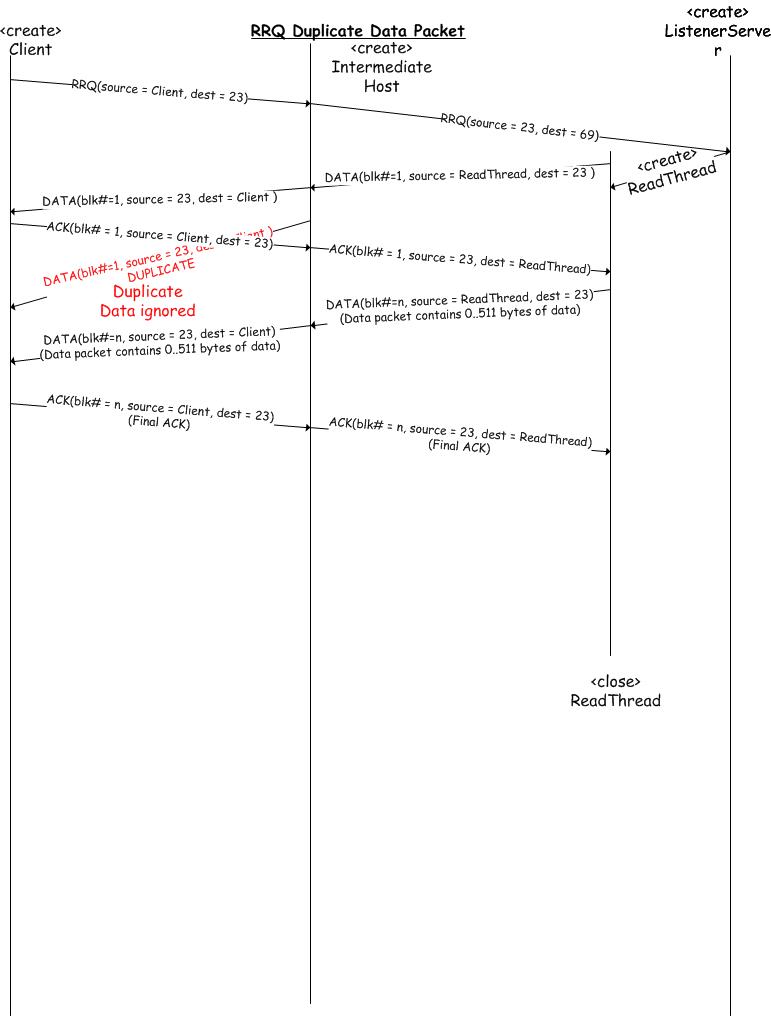 <create>
Client
RRQ Duplicate Data Packet
<create>
Intermediate
Host
<create>
ListenerServe
r
RRQ(source = Client, dest = 23)
RRQ(source = 23, dest = 69)
<create>
ReadThread
DATA(blk#=1, source = ReadThread, dest = 23 )
DATA(blk#=1, source = 23, dest = Client )
ACK(blk# = 1, source = Client, dest = 23)
ACK(blk# = 1, source = 23, dest = ReadThread)
DATA(blk#=1, source = 23, dest = Client )
DUPLICATE
Duplicate
Data ignored
DATA(blk#=n, source = ReadThread, dest = 23)
(Data packet contains 0..511 bytes of data)
DATA(blk#=n, source = 23, dest = Client)
(Data packet contains 0..511 bytes of data)
ACK(blk# = n, source = Client, dest = 23)
(Final ACK)
ACK(blk# = n, source = 23, dest = ReadThread)
(Final ACK)
<close>
ReadThread